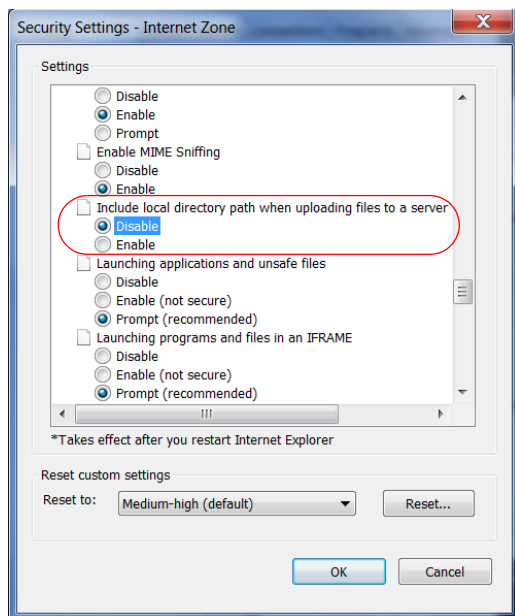 Security Settings - Internet Zone
Settings
Disable
Enable
Prompt
Enable MIME Sniffing
Disable
Enable
Include local directory path when uploading files to a server
Disable
Enable
Launching applications and unsafe files
Disable
Enable (not secure)
Prompt (recommended)
Launching programs and files in an IFRAME
Disable
Enable (not secure)
Prompt (recommended)
*Takes effect after you restart Internet Explorer
Reset custom settings
Reset to:
Medium-high (default)
Reset...
OK
Cancel